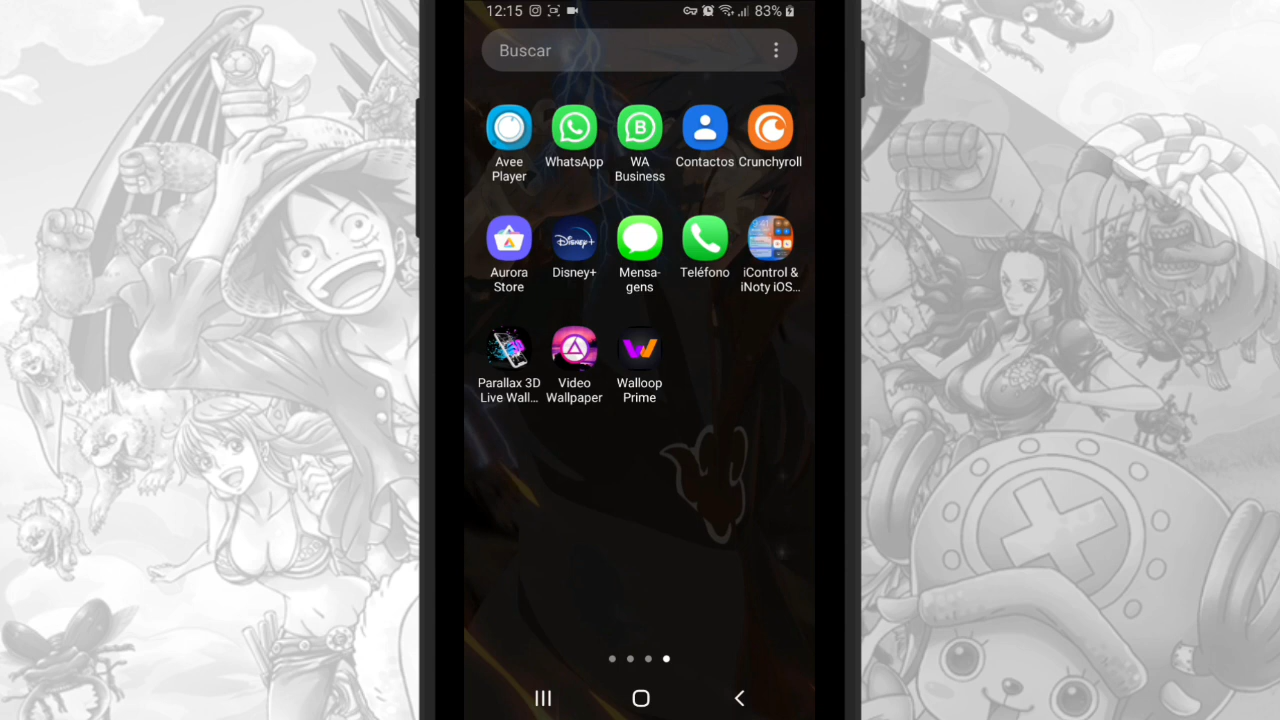 12:15
83%
Buscar
Avee
Player
WhatsApp
WA
Business
Contactos
Crunchyroll
Aurora
Store
Disney+
Disney+
Mensa-
gens
Teléfono
iControl &
iNoty iOS...
Parallax 3D
Live Wall...
Video
Wallpaper
Walloop
Prime